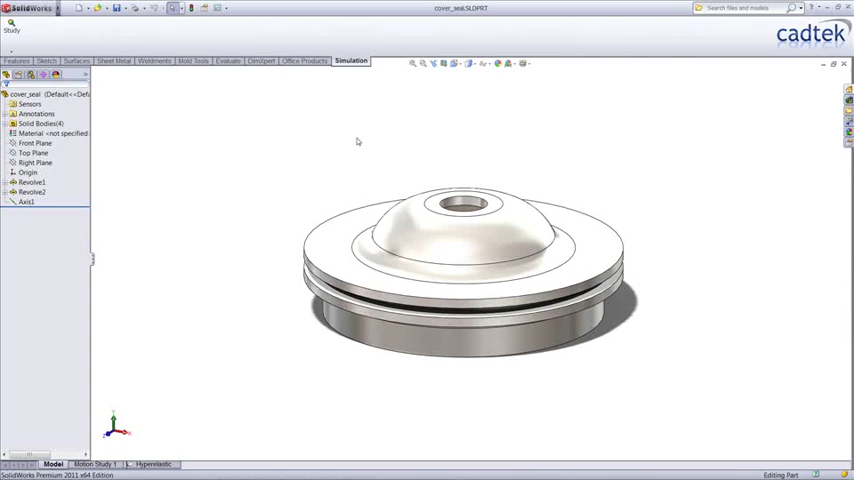 SolidWorks
cover_seal.SLDPRT
Search files and models
Study
cadtek
Features Sketch Surfaces Sheet Metal Weldments Mold Tools Evaluate DimXpert Office Products Simulation
cover_seal (Default<<Defa
Sensors
Annotations
Solid Bodies(4)
Material <not specified
Front Plane
Top Plane
Right Plane
Origin
Revolve1
Revolve2
Axis1
Y
X
Z
Model Motion Study 1 Hyperelastic
SolidWorks Premium 2011 x64 Edition
Editing Part